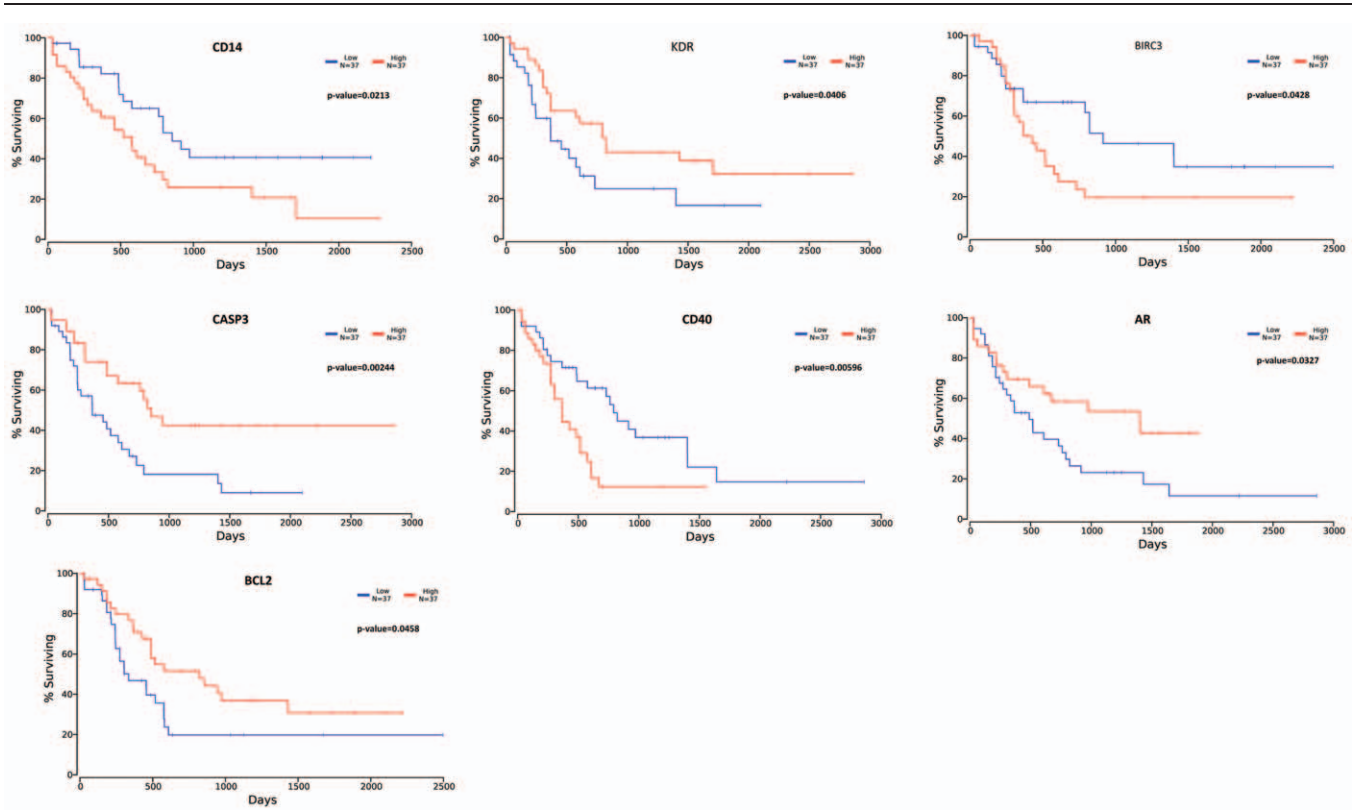 CD14
Low High
N=37 N=37
p-value=0.0213
% Surviving
100
80
60
40
20
0
0 500 1000 1500 2000 2500
Days
KDR
Low High
N=37 N=37
p-value=0.0406
% Surviving
100
80
60
40
20
0
0 500 1000 1500 2000 2500 3000
Days
BIRC3
Low High
N=37 N=37
p-value=0.0428
% Surviving
100
80
60
40
20
0
0 500 1000 1500 2000 2500
Days
CASP3
Low High
N=37 N=37
p-value=0.00244
% Surviving
100
80
60
40
20
0
0 500 1000 1500 2000 2500 3000
Days
CD40
Low High
N=37 N=37
p-value=0.00596
% Surviving
100
80
60
40
20
0
0 500 1000 1500 2000 2500 3000
Days
AR
Low High
N=37 N=37
p-value=0.0327
% Surviving
100
80
60
40
20
0
0 500 1000 1500 2000 2500 3000
Days
BCL2
Low High
N=37 N=37
p-value=0.0458
% Surviving
100
80
60
40
20
0
0 500 1000 1500 2000 2500
Days